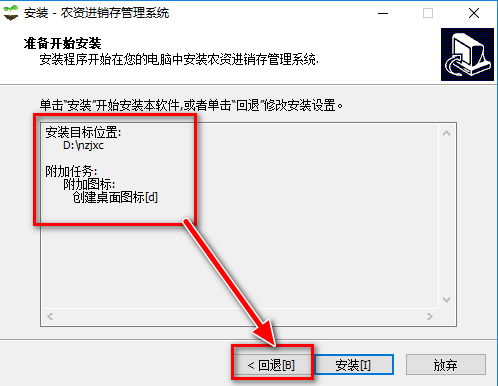 安装 - 农资进销存管理系统
准备开始安装
安装程序开始在您的电脑中安装农资进销存管理系统.
单击"安装"开始安装本软件,或者单击"回退"修改安装设置。
安装目标位置:
D:\nzjxc
附加任务:
附加图标:
创建桌面图标[d]
< 回退[B]
安装[I]
放弃